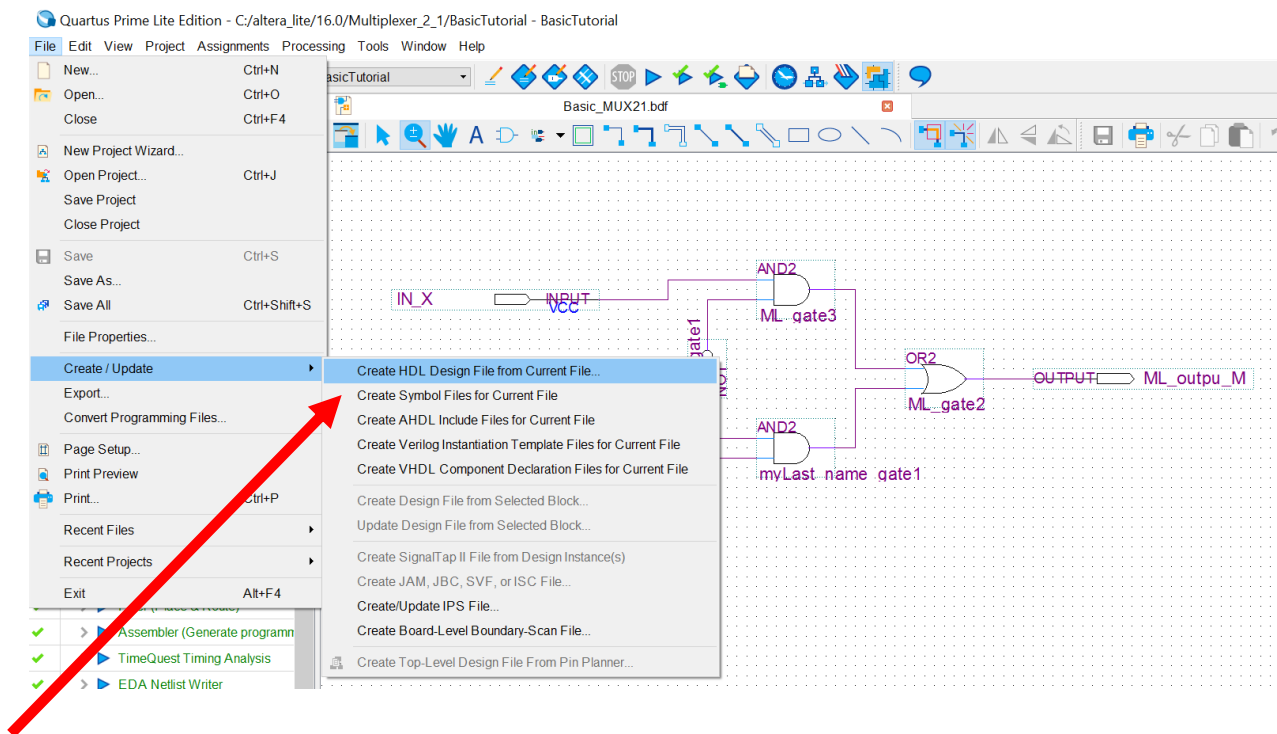 Quartus Prime Lite Edition - C:/altera_lite/16.0/Multiplexer_2_1/BasicTutorial - BasicTutorial
File Edit View Project Assignments Processing Tools Window Help
New... Ctrl+N
Open... Ctrl+O
Close Ctrl+F4
New Project Wizard...
Open Project... Ctrl+J
Save Project
Close Project
Save Ctrl+S
Save As...
Save All Ctrl+Shift+S
File Properties...
Create / Update
Export...
Convert Programming Files...
Page Setup...
Print Preview
Print... Ctrl+P
Recent Files
Recent Projects
Exit Alt+F4
Assembler (Generate programm
TimeQuest Timing Analysis
EDA Netlist Writer
Create HDL Design File from Current File...
Create Symbol Files for Current File
Create AHDL Include Files for Current File
Create Verilog Instantiation Template Files for Current File
Create VHDL Component Declaration Files for Current File
Create Design File from Selected Block...
Update Design File from Selected Block...
Create SignalTap II File from Design Instance(s)
Create JAM, JBC, SVF, or ISC File...
Create/Update IPS File...
Create Board-Level Boundary-Scan File...
Create Top-Level Design File From Pin Planner...
asicTutorial
STOP
Basic_MUX21.bdf
A
IN_X
INPUT
VCC
AND2
ML_gate3
gate1
OR2
ML_gate2
OUTPUT
ML_outpu_M
AND2
myLast_name_gate1